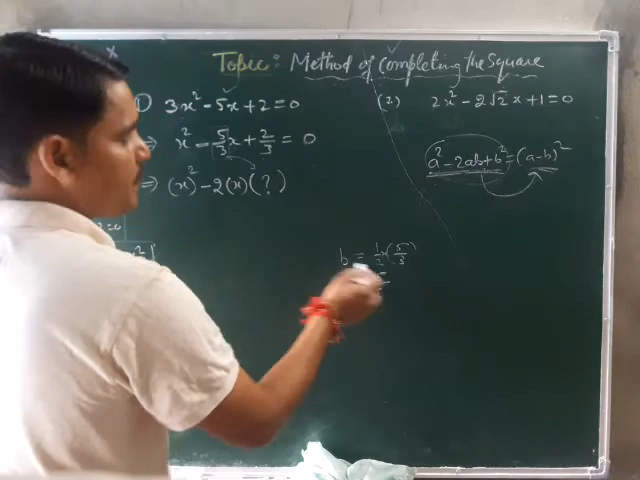 Topic: Method of completing the Square
1) 3x² - 5x + 2 = 0
⇒ x² - 5/3 x + 2/3 = 0
⇒ (x)² - 2(x)(?)
(2) 2x² - 2√2 x + 1 = 0
a² - 2ab + b² = (a-b)²
b = 1/2 × (5/3)